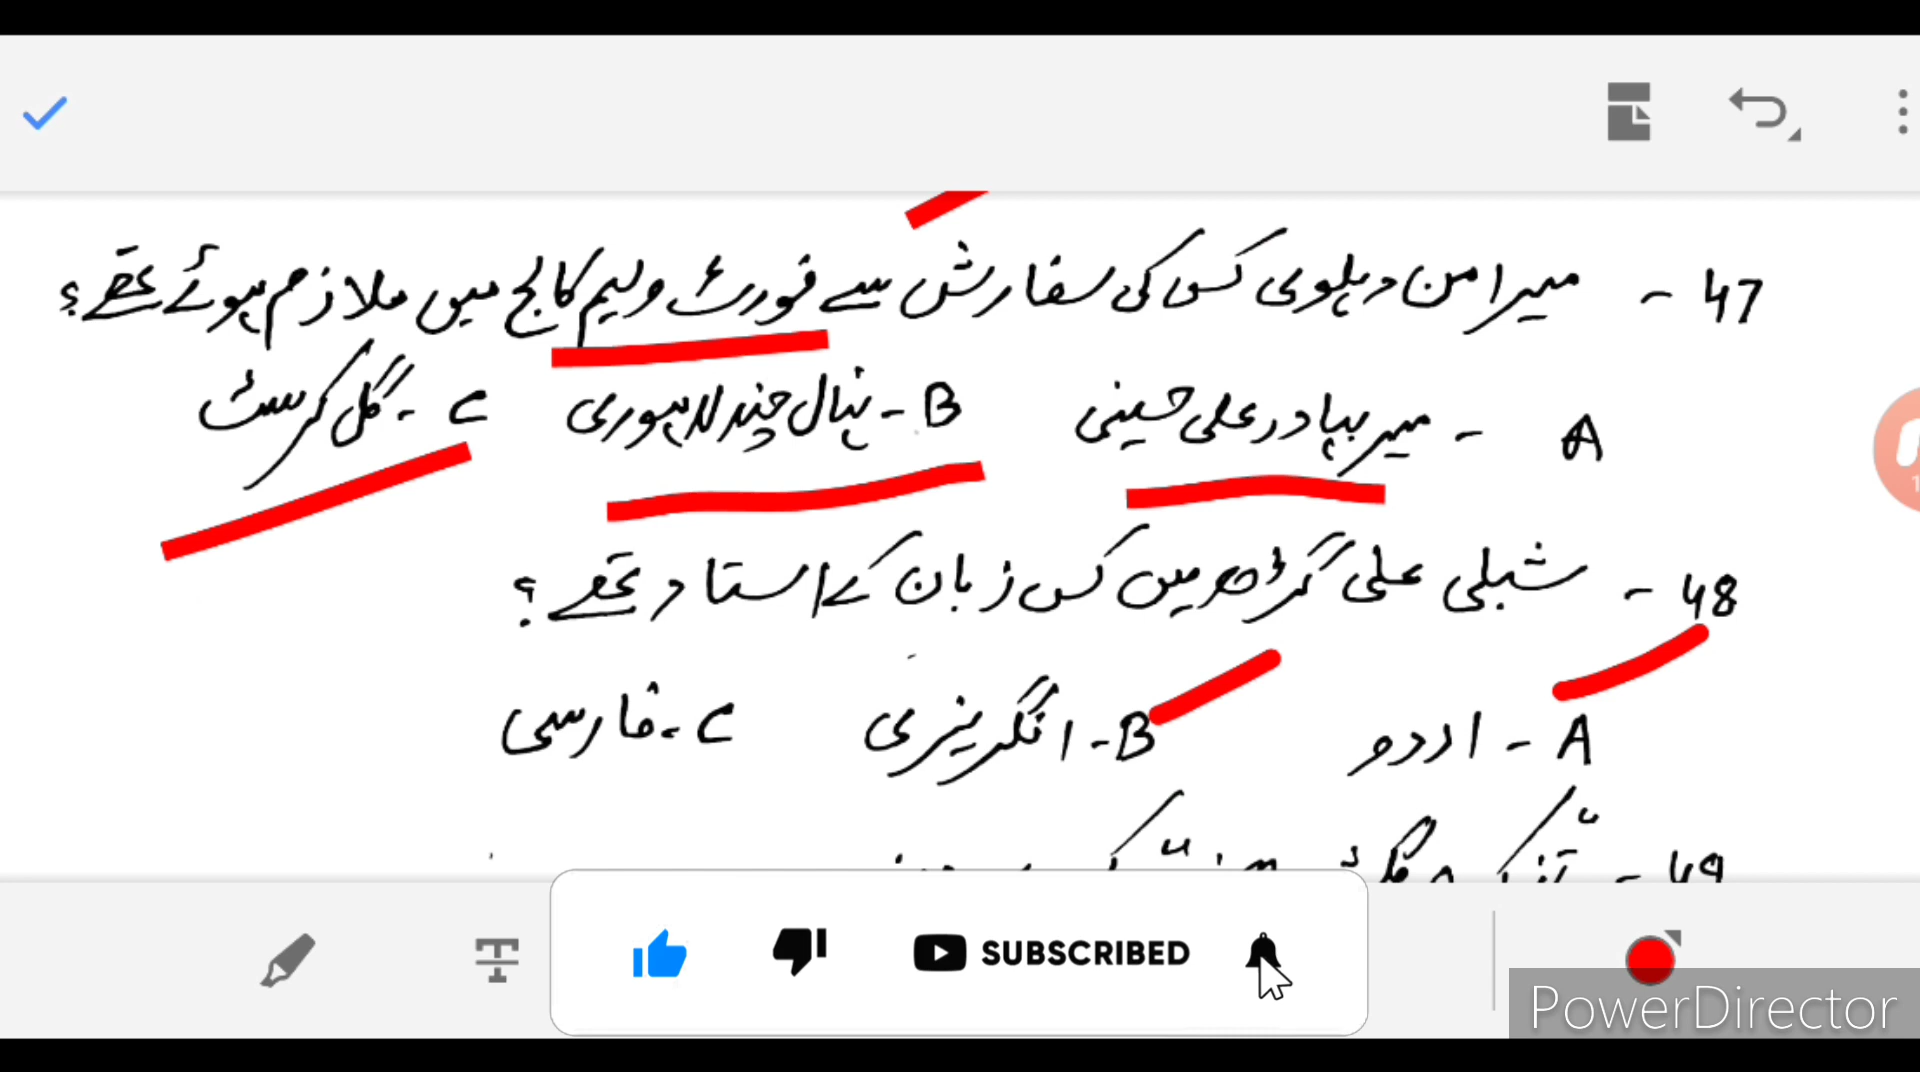 47 - میر امن دہلوی کس کی سفارش سے فورٹ ولیم کالج میں ملازم ہوئے تھے؟
A - میر بہادر علی حسینی B - نہال چند لاہوری C - گل کرسٹ
48 - شبلی علی گڑھ میں کس زبان کے استاد تھے؟
A - اردو B - انگریزی C - فارسی
49 -
SUBSCRIBED
PowerDirector